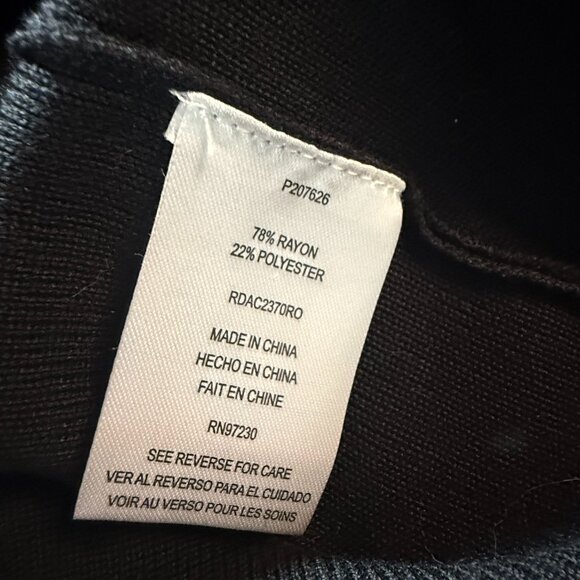 P207626
78% RAYON
22% POLYESTER
RDAC2370RO
MADE IN CHINA
HECHO EN CHINA
FAIT EN CHINE
RN97230
SEE REVERSE FOR CARE
VER AL REVERSO PARA EL CUIDADO
VOIR AU VERSO POUR LES SOINS